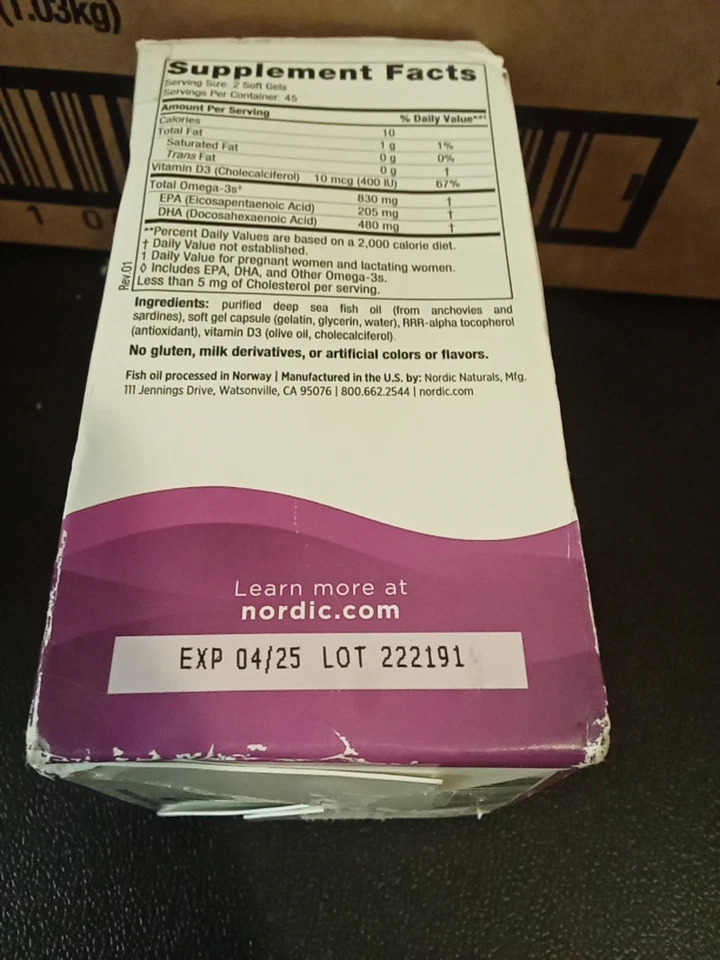 (1.03kg)
Supplement Facts
Serving Size: 2 Soft Gels
Servings Per Container: 45
Amount Per Serving % Daily Value**¹
Calories 10
Total Fat 1 g 1%
Saturated Fat 0 g 0%
Trans Fat 0 g †
Vitamin D3 (Cholecalciferol) 10 mcg (400 IU) 67%
Total Omega-3s◊ 830 mg †
EPA (Eicosapentaenoic Acid) 205 mg †
DHA (Docosahexaenoic Acid) 480 mg †
**Percent Daily Values are based on a 2,000 calorie diet.
† Daily Value not established.
1 Daily Value for pregnant women and lactating women.
◊ Includes EPA, DHA, and Other Omega-3s.
Less than 5 mg of Cholesterol per serving.
Rev.01
Ingredients: purified deep sea fish oil (from anchovies and
sardines), soft gel capsule (gelatin, glycerin, water), RRR-alpha tocopherol
(antioxidant), vitamin D3 (olive oil, cholecalciferol).
No gluten, milk derivatives, or artificial colors or flavors.
Fish oil processed in Norway | Manufactured in the U.S. by: Nordic Naturals, Mfg.
111 Jennings Drive, Watsonville, CA 95076 | 800.662.2544 | nordic.com
Learn more at
nordic.com
EXP 04/25 LOT 222191